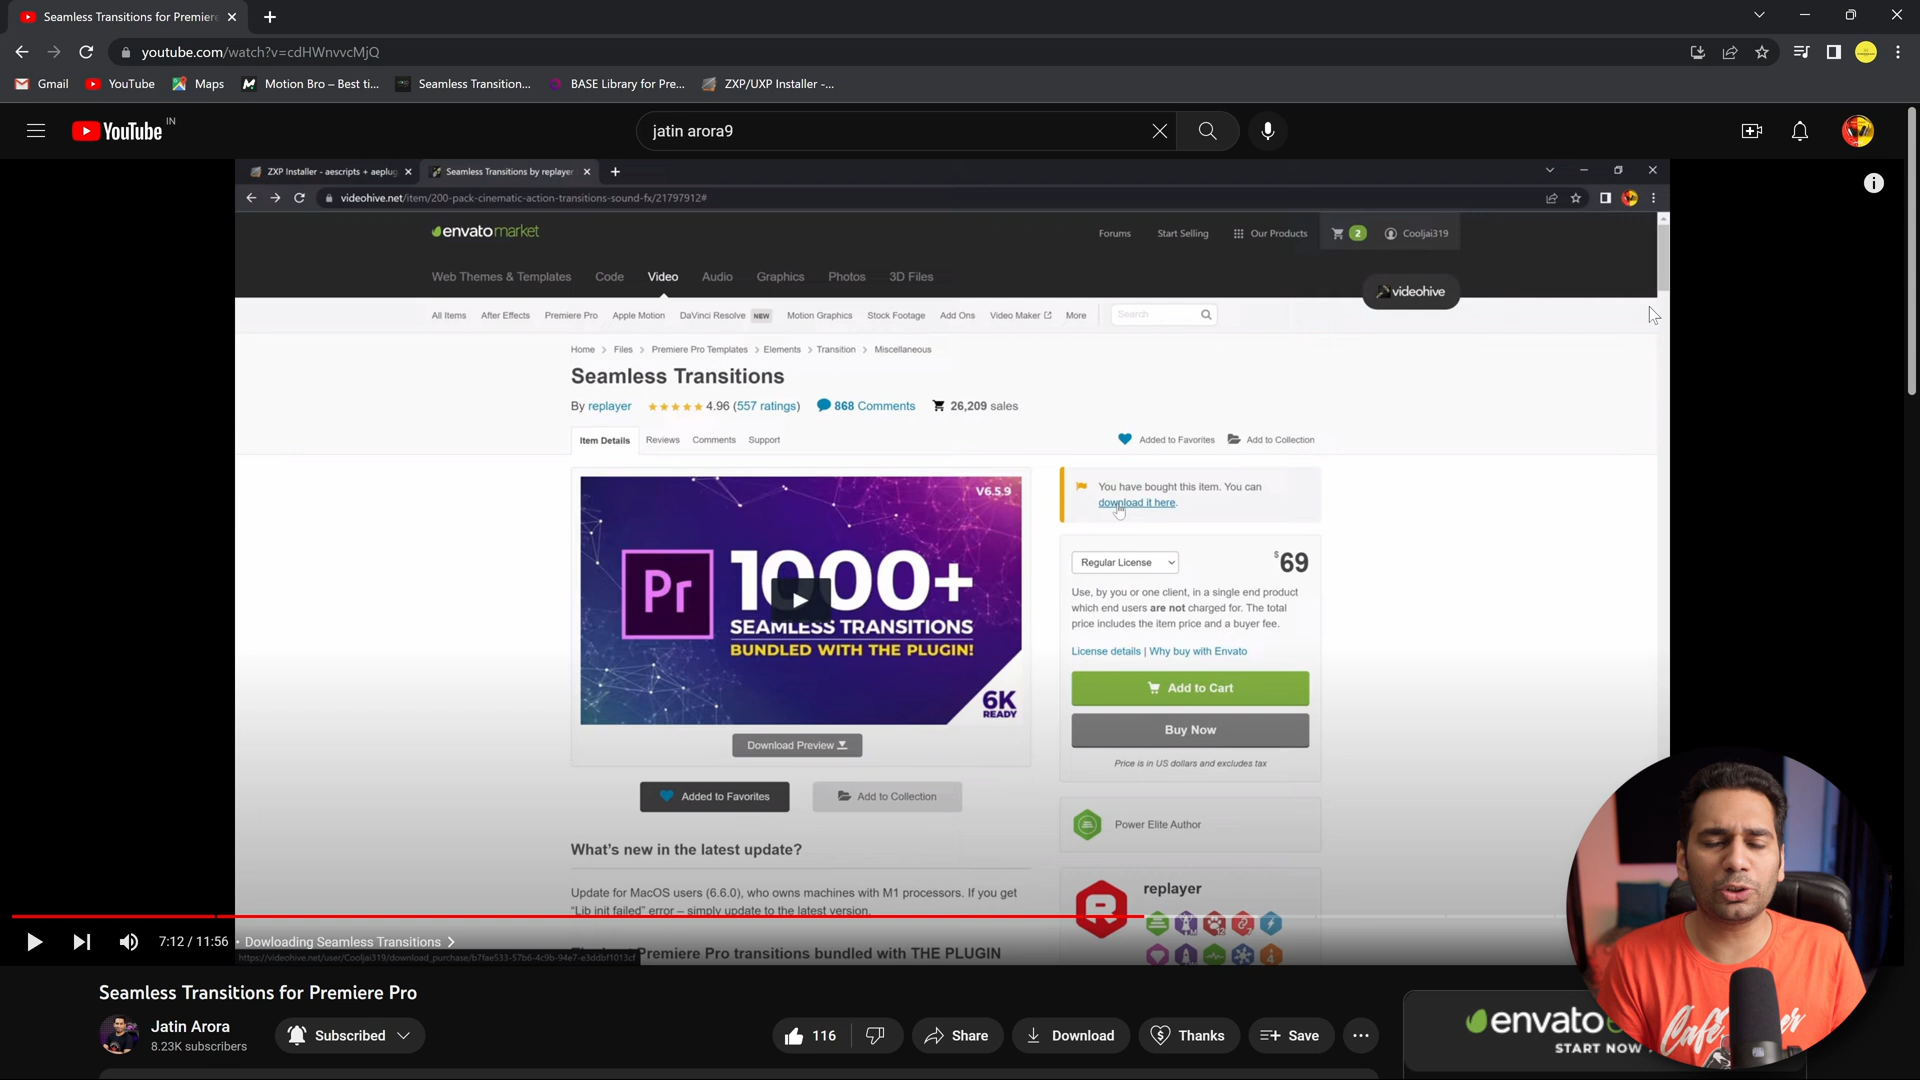 Seamless Transitions for Premiere
youtube.com/watch?v=cdHWnvvcMjQ
Gmail
YouTube
Maps
Motion Bro – Best ti...
Seamless Transition...
BASE Library for Pre...
ZXP/UXP Installer -...
YouTube IN
jatin arora9
ZXP Installer - aescripts + aeplug
Seamless Transitions by replayer
videohive.net/item/200-pack-cinematic-action-transitions-sound-fx/21797912#
envatomarket
Forums
Start Selling
Our Products
2
Cooljai319
Web Themes & Templates
Code
Video
Audio
Graphics
Photos
3D Files
videohive
All Items
After Effects
Premiere Pro
Apple Motion
DaVinci Resolve NEW
Motion Graphics
Stock Footage
Add Ons
Video Maker
More
Search
Home > Files > Premiere Pro Templates > Elements > Transition > Miscellaneous
Seamless Transitions
By replayer 4.96 (557 ratings) 868 Comments 26,209 sales
Item Details
Reviews
Comments
Support
Added to Favorites
Add to Collection
V6.5.9
Pr
1000+
SEAMLESS TRANSITIONS
BUNDLED WITH THE PLUGIN!
6K
READY
Download Preview
Added to Favorites
Add to Collection
You have bought this item. You can
download it here.
Regular License
$69
Use, by you or one client, in a single end product
which end users are not charged for. The total
price includes the item price and a buyer fee.
License details | Why buy with Envato
Add to Cart
Buy Now
Price is in US dollars and excludes tax
Power Elite Author
replayer
What's new in the latest update?
Update for MacOS users (6.6.0), who owns machines with M1 processors. If you get
"Lib init failed" error – simply update to the latest version.
Premiere Pro transitions bundled with THE PLUGIN
7:12 / 11:56 • Dowloading Seamless Transitions >
Seamless Transitions for Premiere Pro
Jatin Arora
8.23K subscribers
Subscribed
116
Share
Download
Thanks
Save
envato
START NOW